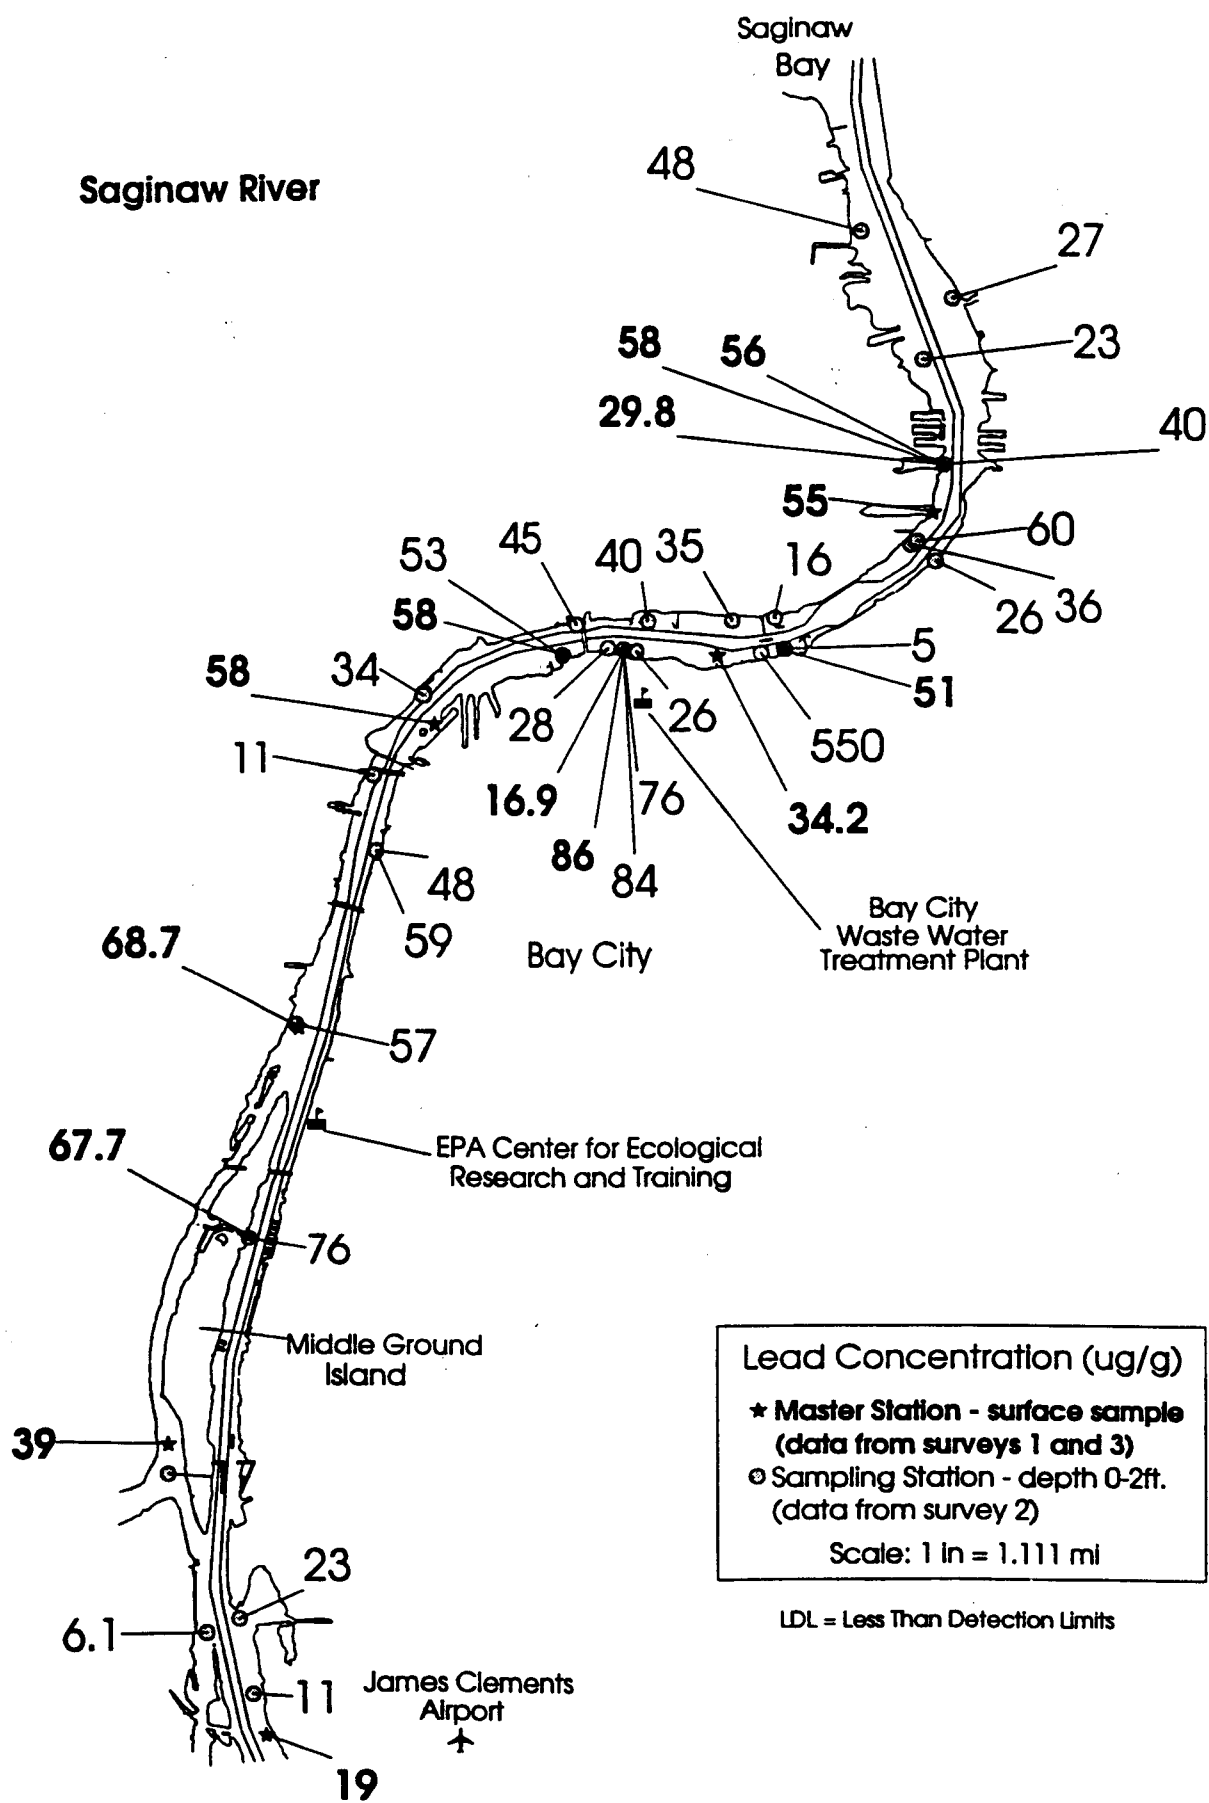 Saginaw
Bay
Saginaw River
48
27
23
58
56
29.8
40
55
60
36
26
16
35
40
45
53
58
34
58
11
5
51
550
34.2
26
28
76
16.9
86
84
48
59
Bay City
Bay City
Waste Water
Treatment Plant
68.7
57
EPA Center for Ecological
Research and Training
67.7
76
Middle Ground
Island
39
17
23
6.1
11
James Clements
Airport
19
Lead Concentration (ug/g)
★ Master Station - surface sample
(data from surveys 1 and 3)
Sampling Station - depth 0-2ft.
(data from survey 2)
Scale: 1 in = 1.111 mi
LDL = Less Than Detection Limits